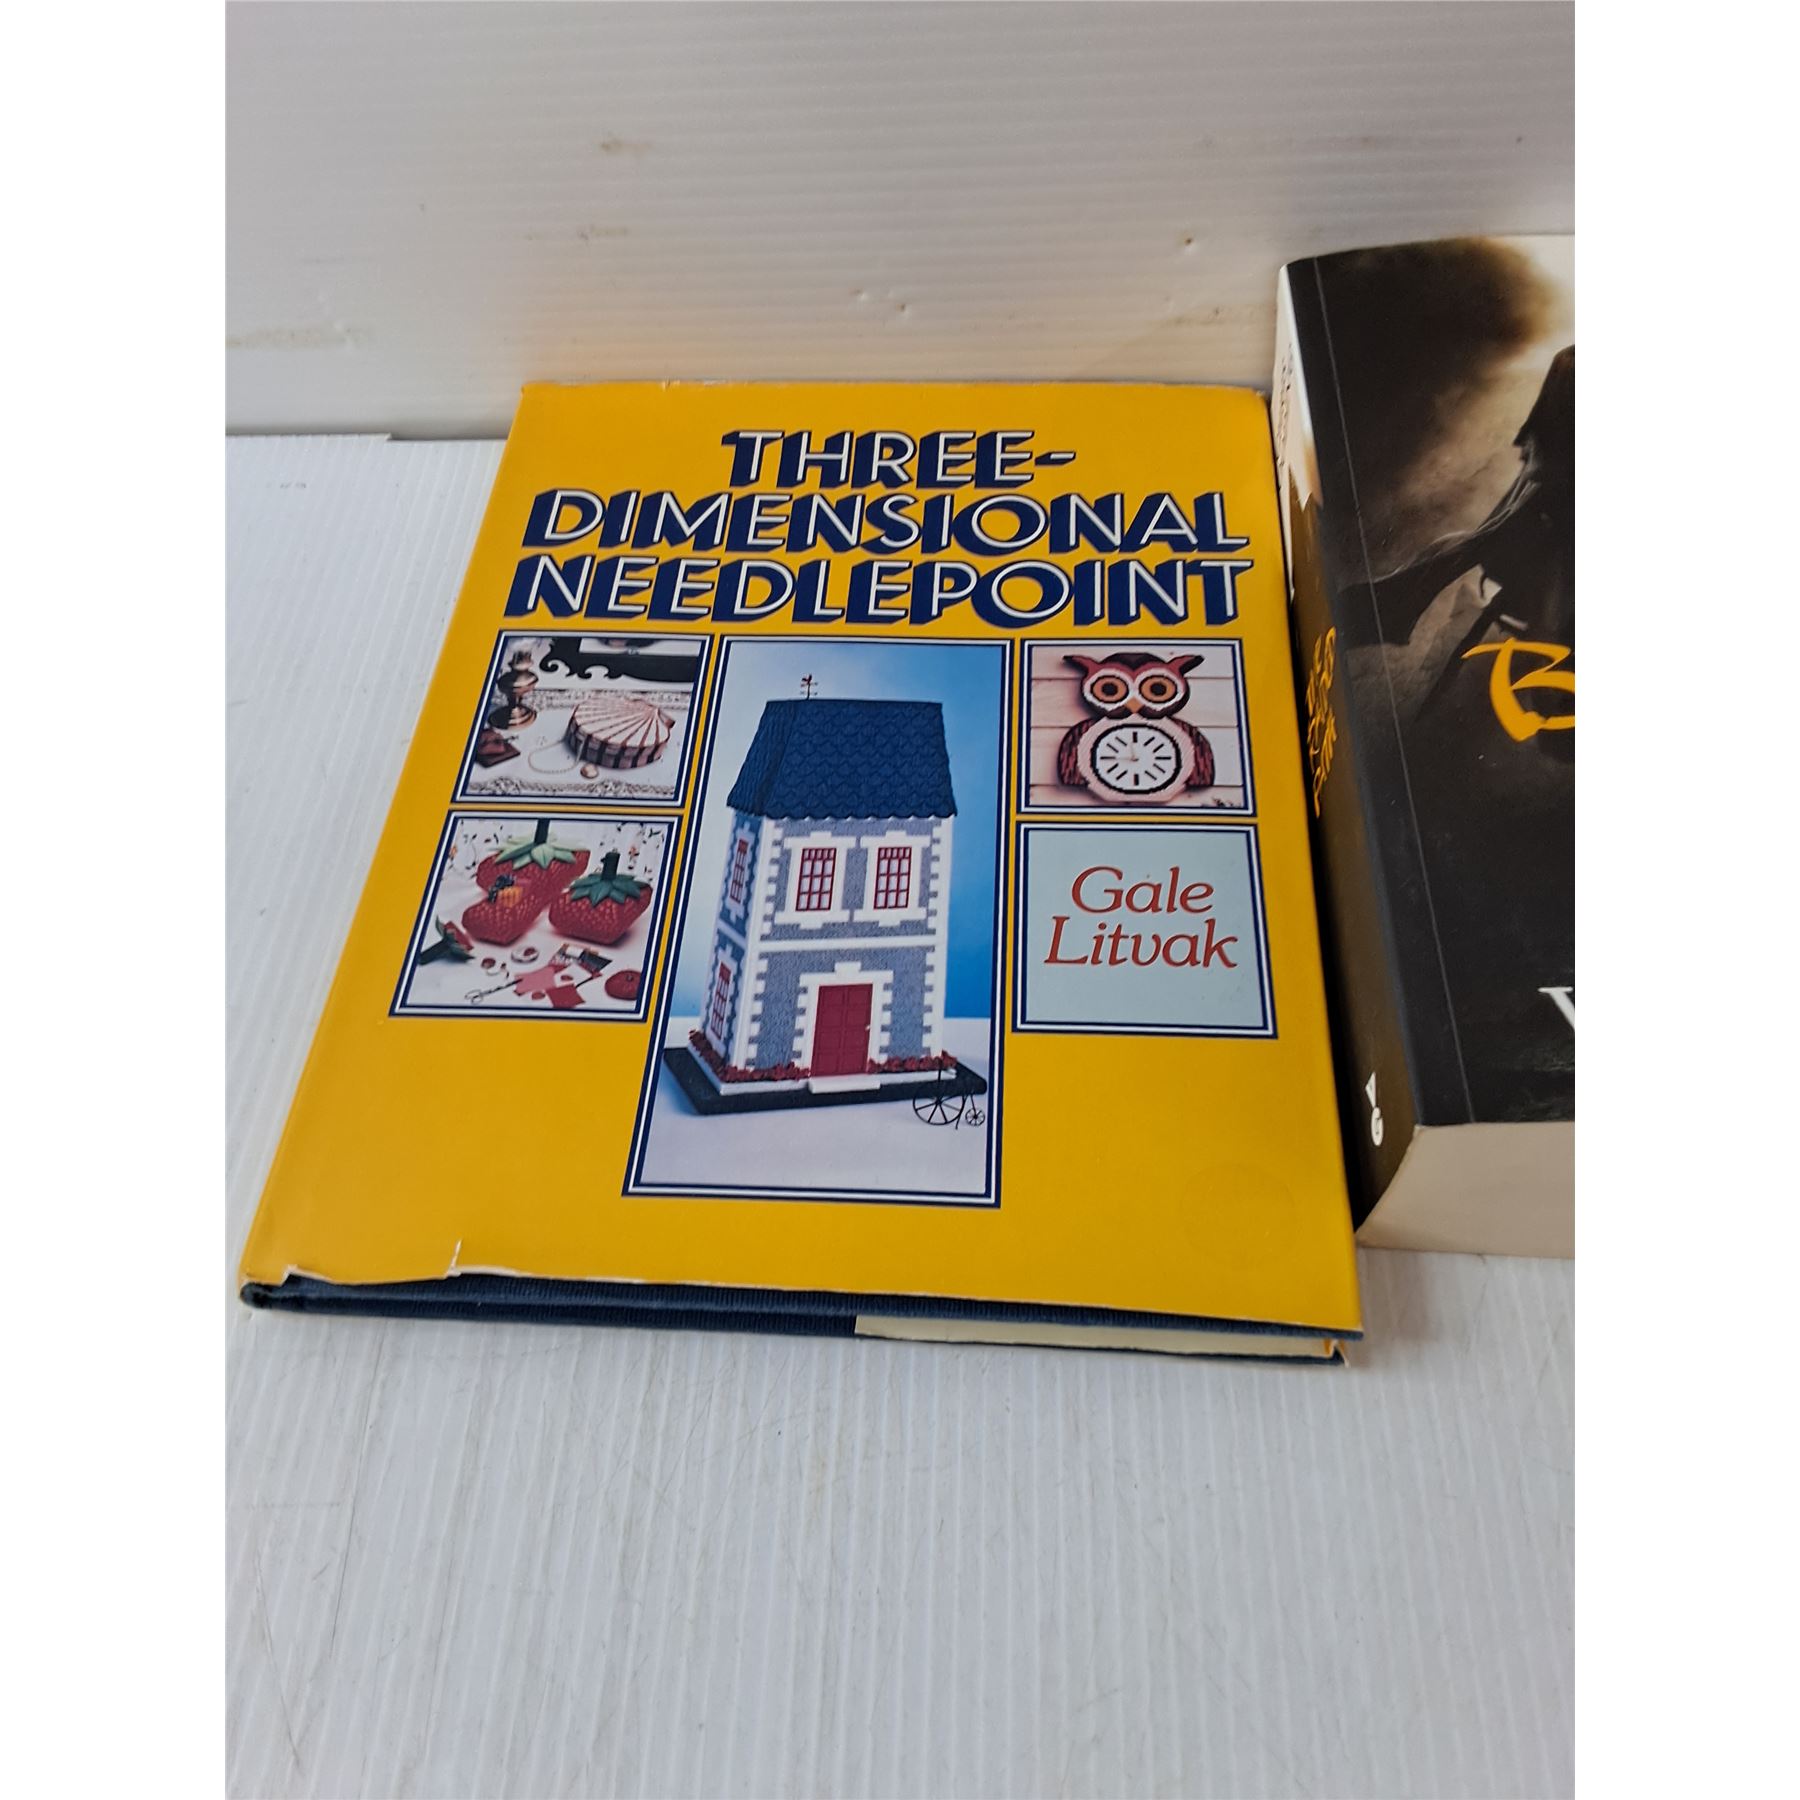 THREE-
DIMENSIONAL
NEEDLEPOINT
Gale
Litvak
B
V
G